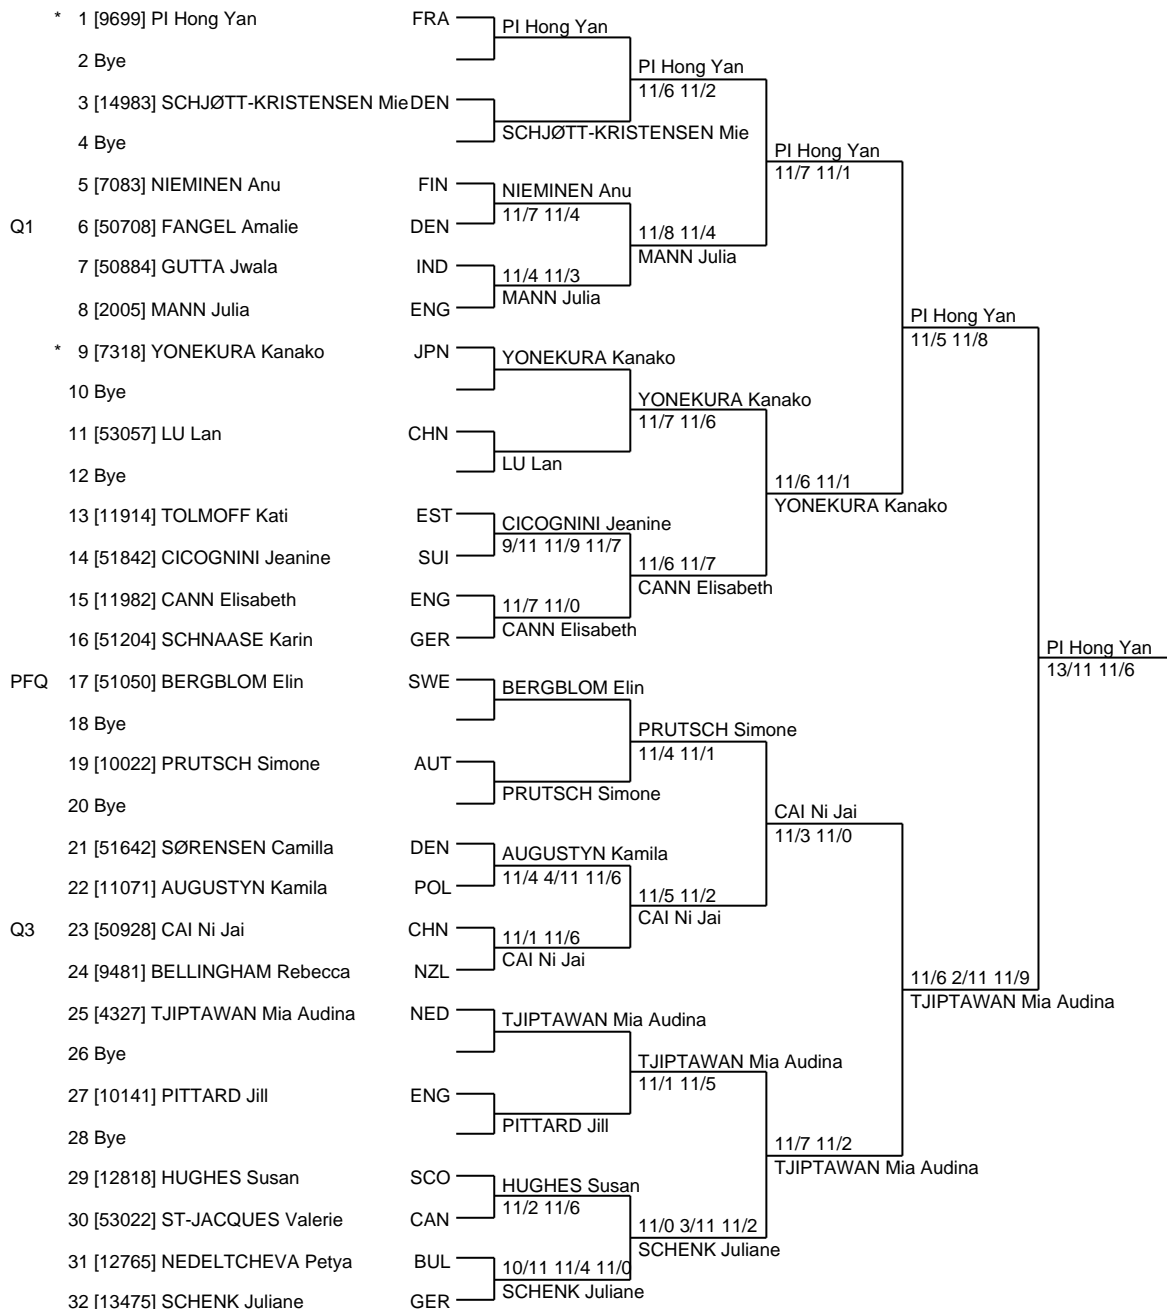 * 1 [9699] PI Hong Yan FRA
2 Bye
3 [14983] SCHJØTT-KRISTENSEN Mie DEN
4 Bye
5 [7083] NIEMINEN Anu FIN
Q1 6 [50708] FANGEL Amalie DEN
7 [50884] GUTTA Jwala IND
8 [2005] MANN Julia ENG
* 9 [7318] YONEKURA Kanako JPN
10 Bye
11 [53057] LU Lan CHN
12 Bye
13 [11914] TOLMOFF Kati EST
14 [51842] CICOGNINI Jeanine SUI
15 [11982] CANN Elisabeth ENG
16 [51204] SCHNAASE Karin GER
PFQ 17 [51050] BERGBLOM Elin SWE
18 Bye
19 [10022] PRUTSCH Simone AUT
20 Bye
21 [51642] SØRENSEN Camilla DEN
22 [11071] AUGUSTYN Kamila POL
Q3 23 [50928] CAI Ni Jai CHN
24 [9481] BELLINGHAM Rebecca NZL
25 [4327] TJIPTAWAN Mia Audina NED
26 Bye
27 [10141] PITTARD Jill ENG
28 Bye
29 [12818] HUGHES Susan SCO
30 [53022] ST-JACQUES Valerie CAN
31 [12765] NEDELTCHEVA Petya BUL
32 [13475] SCHENK Juliane GER
PI Hong Yan
SCHJØTT-KRISTENSEN Mie
NIEMINEN Anu
11/7 11/4
11/4 11/3
MANN Julia
YONEKURA Kanako
LU Lan
CICOGNINI Jeanine
9/11 11/9 11/7
11/7 11/0
CANN Elisabeth
BERGBLOM Elin
PRUTSCH Simone
AUGUSTYN Kamila
11/4 4/11 11/6
11/1 11/6
CAI Ni Jai
TJIPTAWAN Mia Audina
PITTARD Jill
HUGHES Susan
11/2 11/6
10/11 11/4 11/0
SCHENK Juliane
PI Hong Yan
11/6 11/2
11/8 11/4
MANN Julia
YONEKURA Kanako
11/7 11/6
11/6 11/7
CANN Elisabeth
PRUTSCH Simone
11/4 11/1
11/5 11/2
CAI Ni Jai
TJIPTAWAN Mia Audina
11/1 11/5
11/0 3/11 11/2
SCHENK Juliane
PI Hong Yan
11/7 11/1
11/6 11/1
YONEKURA Kanako
CAI Ni Jai
11/3 11/0
11/7 11/2
TJIPTAWAN Mia Audina
PI Hong Yan
11/5 11/8
11/6 2/11 11/9
TJIPTAWAN Mia Audina
PI Hong Yan
13/11 11/6